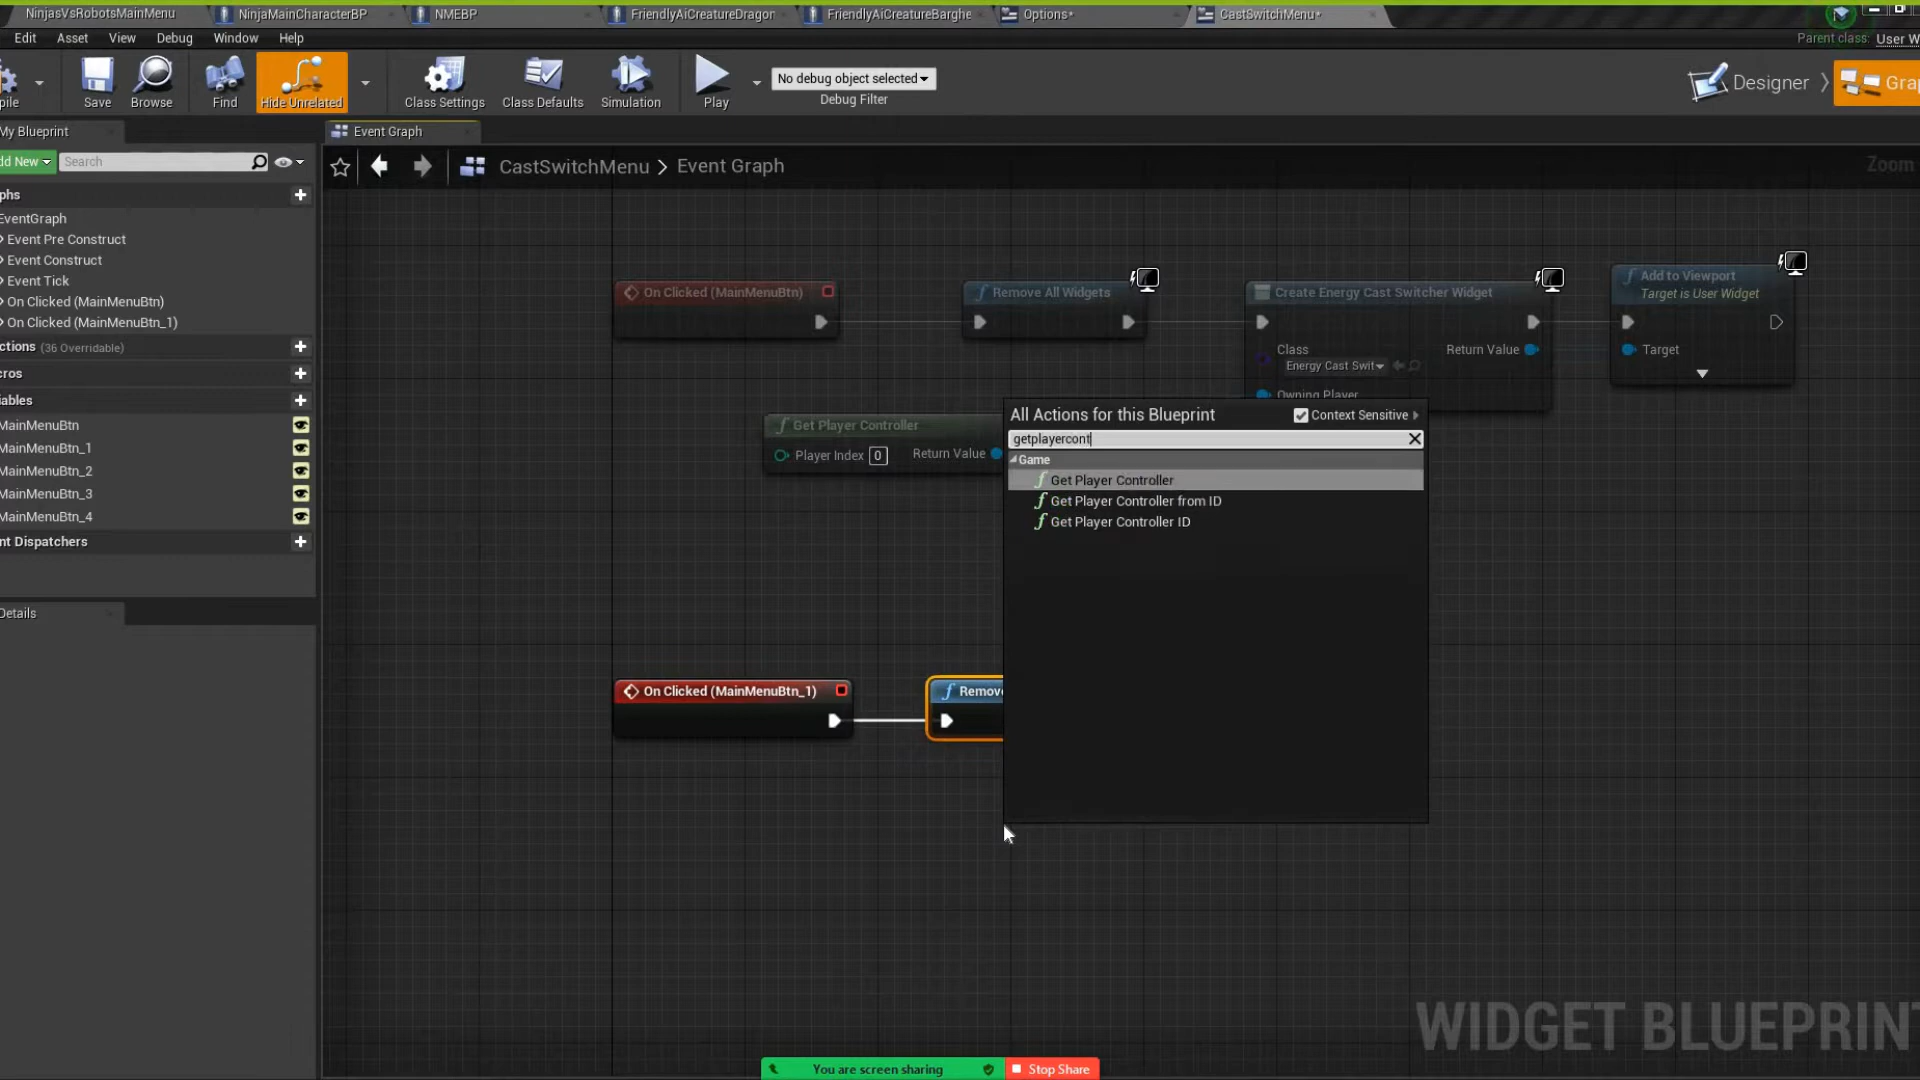 NinjasVsRobotsMainMenu
NinjaMainCharacterBP
NMEBP
FriendlyAiCreatureDragon
FriendlyAiCreatureBarghe
Options*
CastSwitchMenu*
Edit Asset View Debug Window Help
Parent class: User W
pile
Save
Browse
Find
Hide Unrelated
Class Settings
Class Defaults
Simulation
Play
No debug object selected
Debug Filter
Designer
Grap
My Blueprint
Event Graph
dd New
Search
CastSwitchMenu > Event Graph
Zoom
phs
EventGraph
Event Pre Construct
Event Construct
Event Tick
On Clicked (MainMenuBtn)
On Clicked (MainMenuBtn_1)
ctions (36 Overridable)
cros
iables
MainMenuBtn
MainMenuBtn_1
MainMenuBtn_2
MainMenuBtn_3
MainMenuBtn_4
nt Dispatchers
Details
On Clicked (MainMenuBtn)
Remove All Widgets
Create Energy Cast Switcher Widget
Class
Energy Cast Swit
Return Value
Owning Player
Add to Viewport
Target is User Widget
Target
Get Player Controller
Player Index 0
Return Value
All Actions for this Blueprint
Context Sensitive
getplayercont
Game
Get Player Controller
Get Player Controller from ID
Get Player Controller ID
On Clicked (MainMenuBtn_1)
Remov
WIDGET BLUEPRINT
You are screen sharing
Stop Share